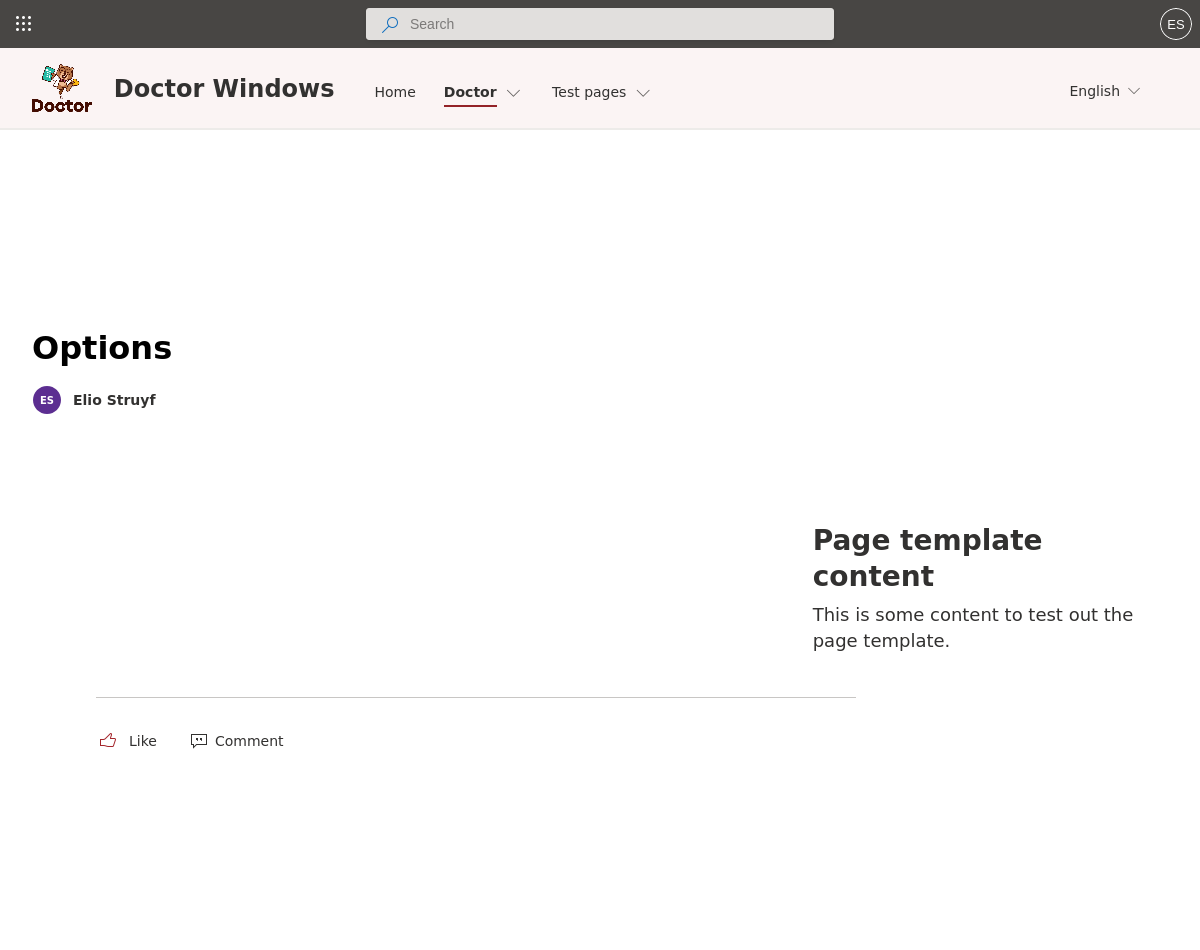 Search
ES
Doctor
Doctor Windows
Home
Doctor
Test pages
English
Options
ES
Elio Struyf
Page template
content
This is some content to test out the
page template.
Like
Comment